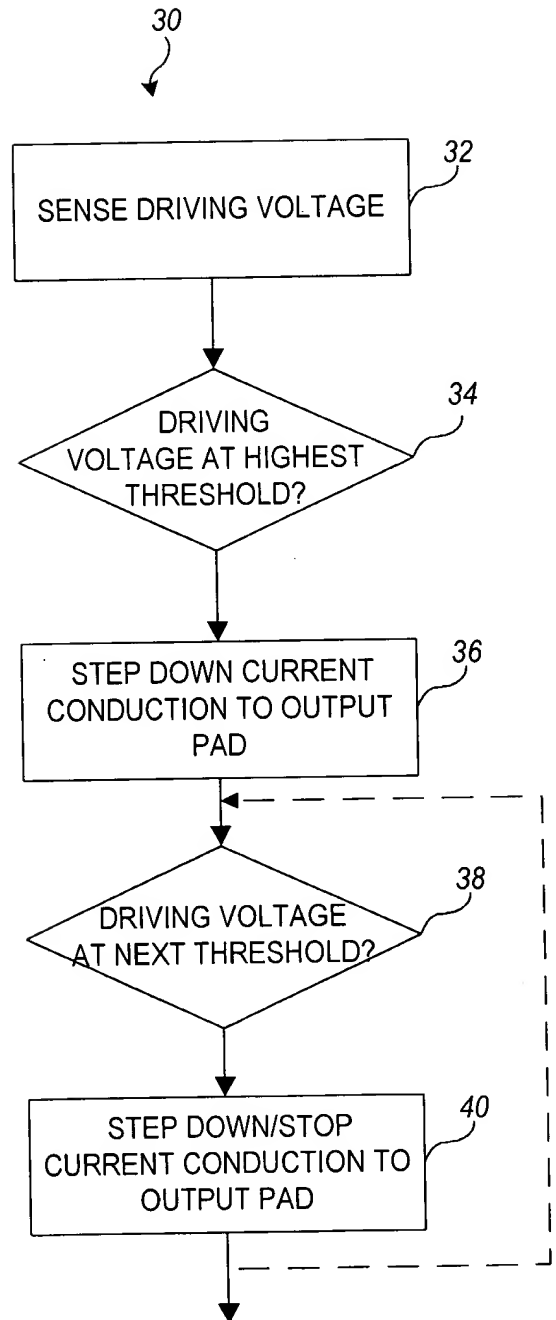 30
32
SENSE DRIVING VOLTAGE
34
DRIVING
VOLTAGE AT HIGHEST
THRESHOLD?
36
STEP DOWN CURRENT
CONDUCTION TO OUTPUT
PAD
38
DRIVING VOLTAGE
AT NEXT THRESHOLD?
40
STEP DOWN/STOP
CURRENT CONDUCTION TO
OUTPUT PAD